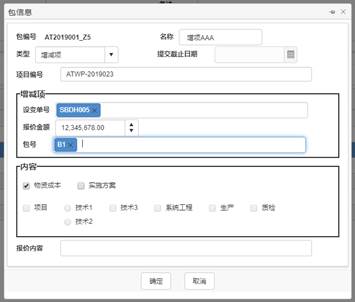 包信息
包编号 AT2019001_Z5 名称 增项AAA
类型 增减项 提交截止日期
项目编号 ATWP-2019023
增减项
设变单号 SBDH005 ×
报价金额 12,345,678.00
包号 B1 ×
内容
物资成本 实施方案
项目 技术1 技术3 系统工程 生产 质检
技术2
报价内容
确定 取消